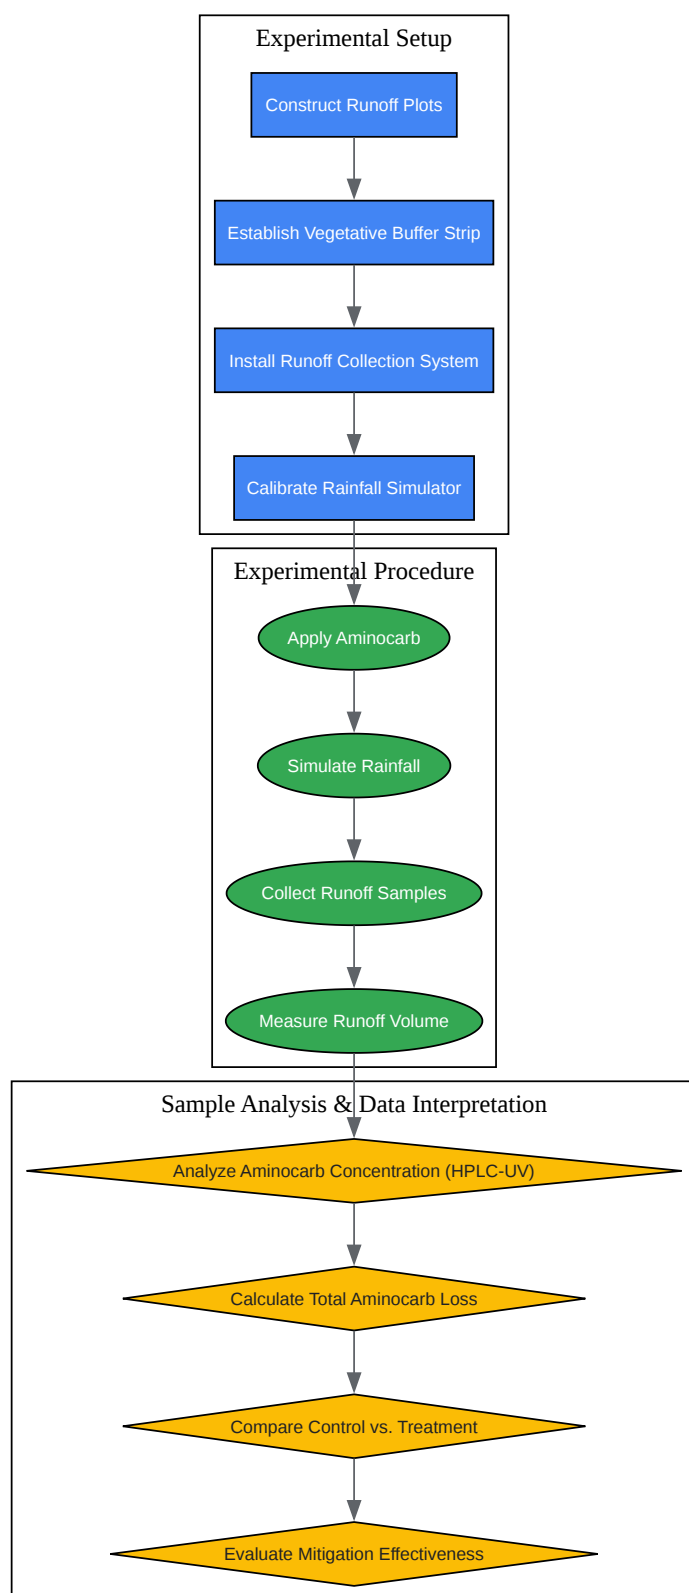 Experimental Setup
Construct Runoff Plots
Establish Vegetative Buffer Strip
Install Runoff Collection System
Calibrate Rainfall Simulator
Experimental Procedure
Apply Aminocarb
Simulate Rainfall
Collect Runoff Samples
Measure Runoff Volume
Sample Analysis & Data Interpretation
Analyze Aminocarb Concentration (HPLC-UV)
Calculate Total Aminocarb Loss
Compare Control vs. Treatment
Evaluate Mitigation Effectiveness